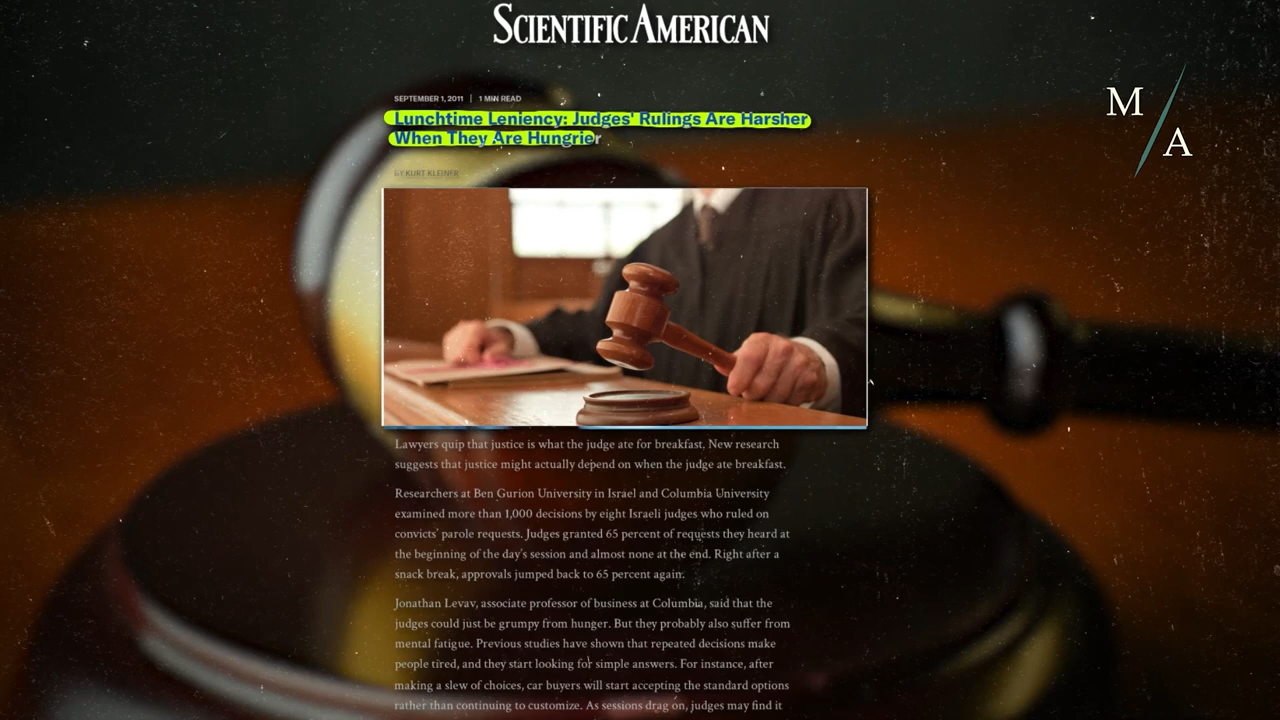 SCIENTIFIC AMERICAN
M
A
SEPTEMBER 1, 2011 | 1 MIN READ
Lunchtime Leniency: Judges' Rulings Are Harsher
When They Are Hungrier
BY KURT KLEINER
Lawyers quip that justice is what the judge ate for breakfast. New research
suggests that justice might actually depend on when the judge ate breakfast.
Researchers at Ben Gurion University in Israel and Columbia University
examined more than 1,000 decisions by eight Israeli judges who ruled on
convicts' parole requests. Judges granted 65 percent of requests they heard at
the beginning of the day's session and almost none at the end. Right after a
snack break, approvals jumped back to 65 percent again.
Jonathan Levav, associate professor of business at Columbia, said that the
judges could just be grumpy from hunger. But they probably also suffer from
mental fatigue. Previous studies have shown that repeated decisions make
people tired, and they start looking for simple answers. For instance, after
making a slew of choices, car buyers will start accepting the standard options
rather than continuing to customize. As sessions drag on, judges may find it